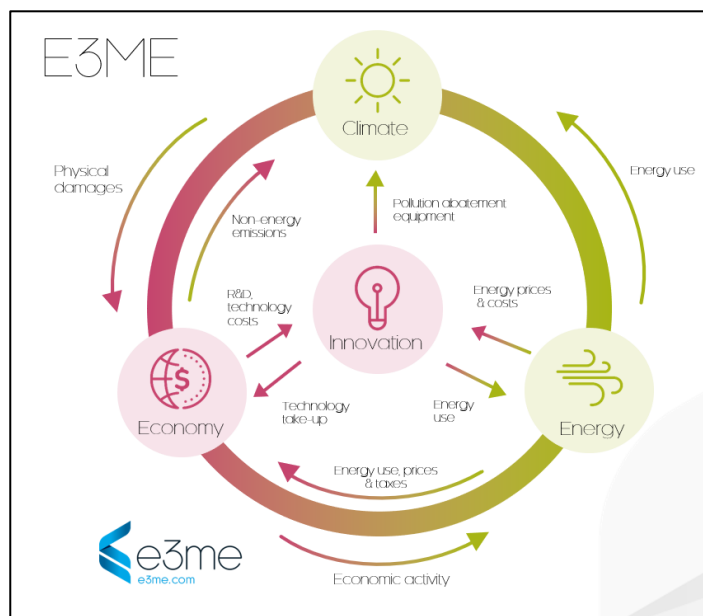 E3ME
Climate
Physical
damages
Energy use
Non-energy
emissions
Pollution abatement
equipment
R&D,
technology
costs
Energy prices
& costs
Innovation
$
Economy
Technology
take-up
Energy
use
Energy
Energy use, prices
& taxes
e3me
e3me.com
Economic activity